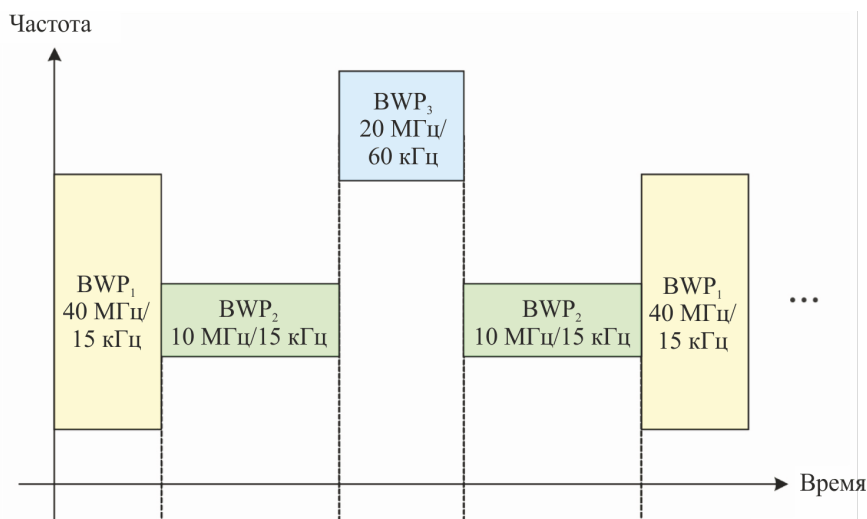 Частота
BWP₃
20 МГц/
60 кГц
BWP₁
40 МГц/
15 кГц
BWP₂
10 МГц/15 кГц
BWP₂
10 МГц/15 кГц
BWP₁
40 МГц/
15 кГц
...
Время